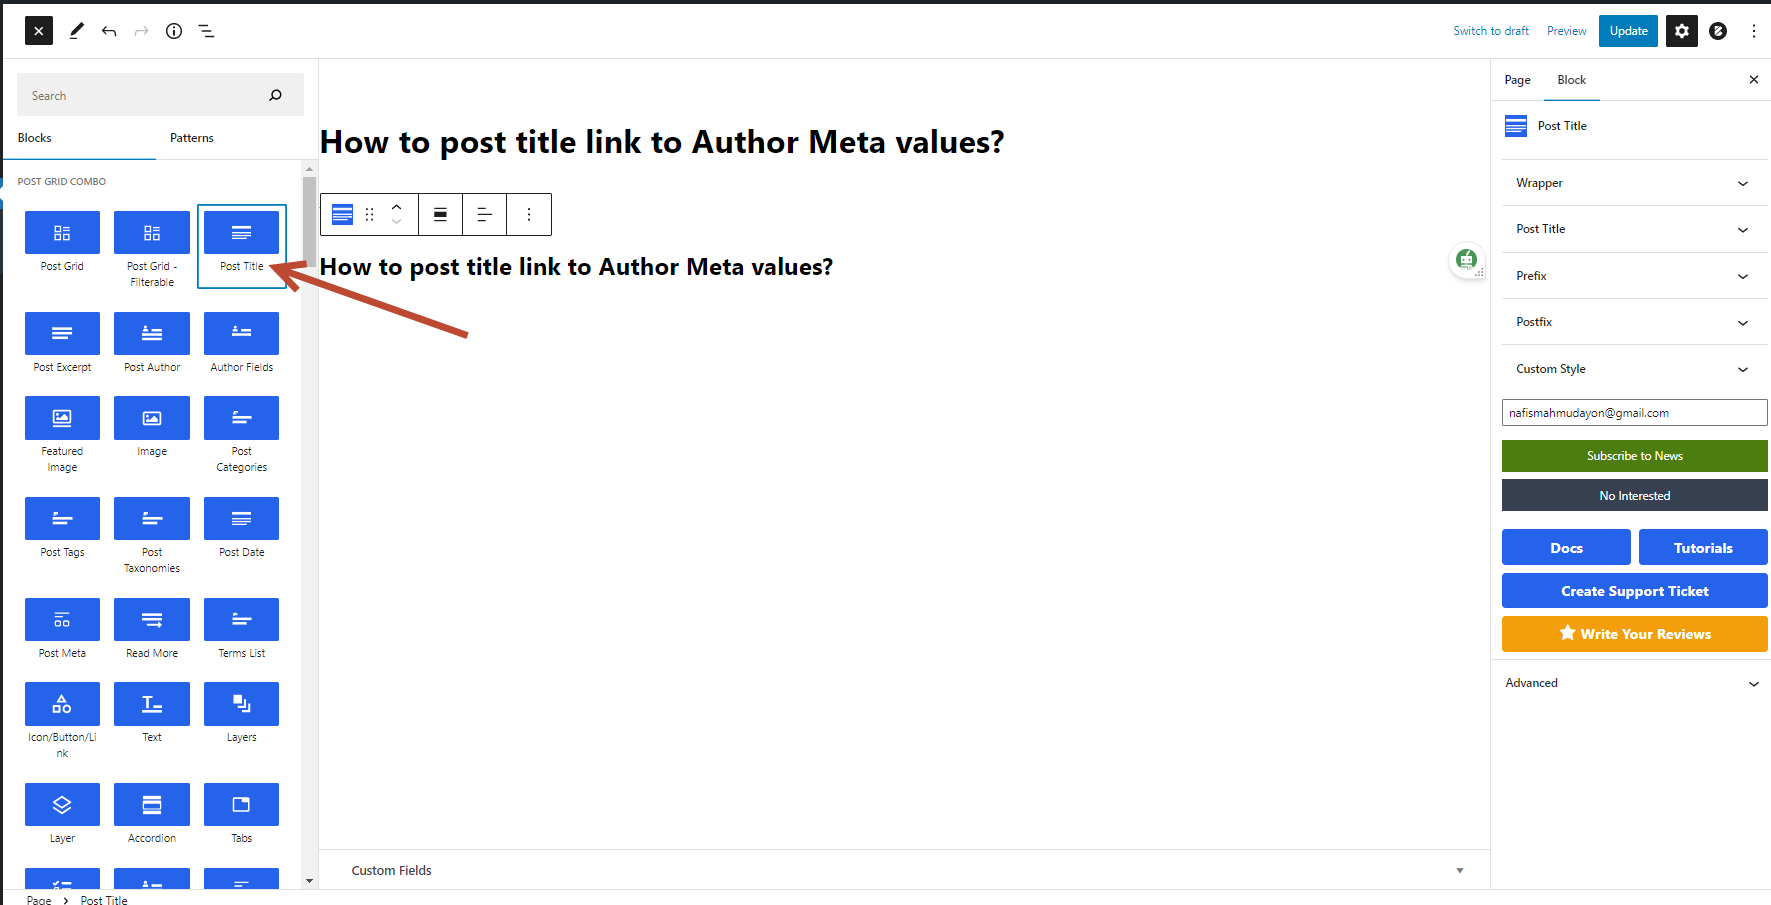 Switch to draft
Preview
Update
Search
Blocks
Patterns
POST GRID COMBO
Post Grid
Post Grid -
Filterable
Post Title
Post Excerpt
Post Author
Author Fields
Featured
Image
Image
Post
Categories
Post Tags
Post
Taxonomies
Post Date
Post Meta
Read More
Terms List
Icon/Button/Li
nk
Text
Layers
Layer
Accordion
Tabs
How to post title link to Author Meta values?
How to post title link to Author Meta values?
Custom Fields
Page
Block
Post Title
Wrapper
Post Title
Prefix
Postfix
Custom Style
nafismahmudayon@gmail.com
Subscribe to News
No Interested
Docs
Tutorials
Create Support Ticket
Write Your Reviews
Advanced
Page
Post Title